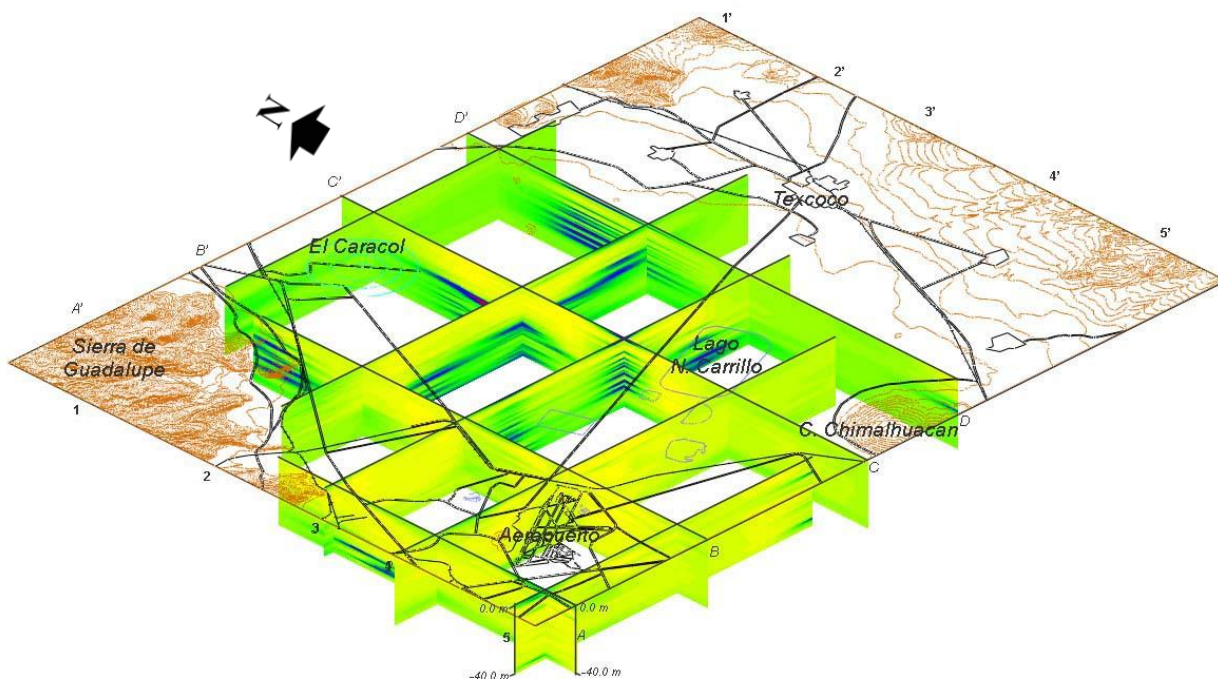 1'
2'
N
3'
D'
4'
C'
Texcoco
5'
B'
El Caracol
A'
Sierra de
Guadalupe
Lago
N. Carrillo
1
C. Chimalhuacan
D
2
C
3
Aeropuerto
B
4
0.0 m
0.0 m
5
A
-40.0 m
-40.0 m